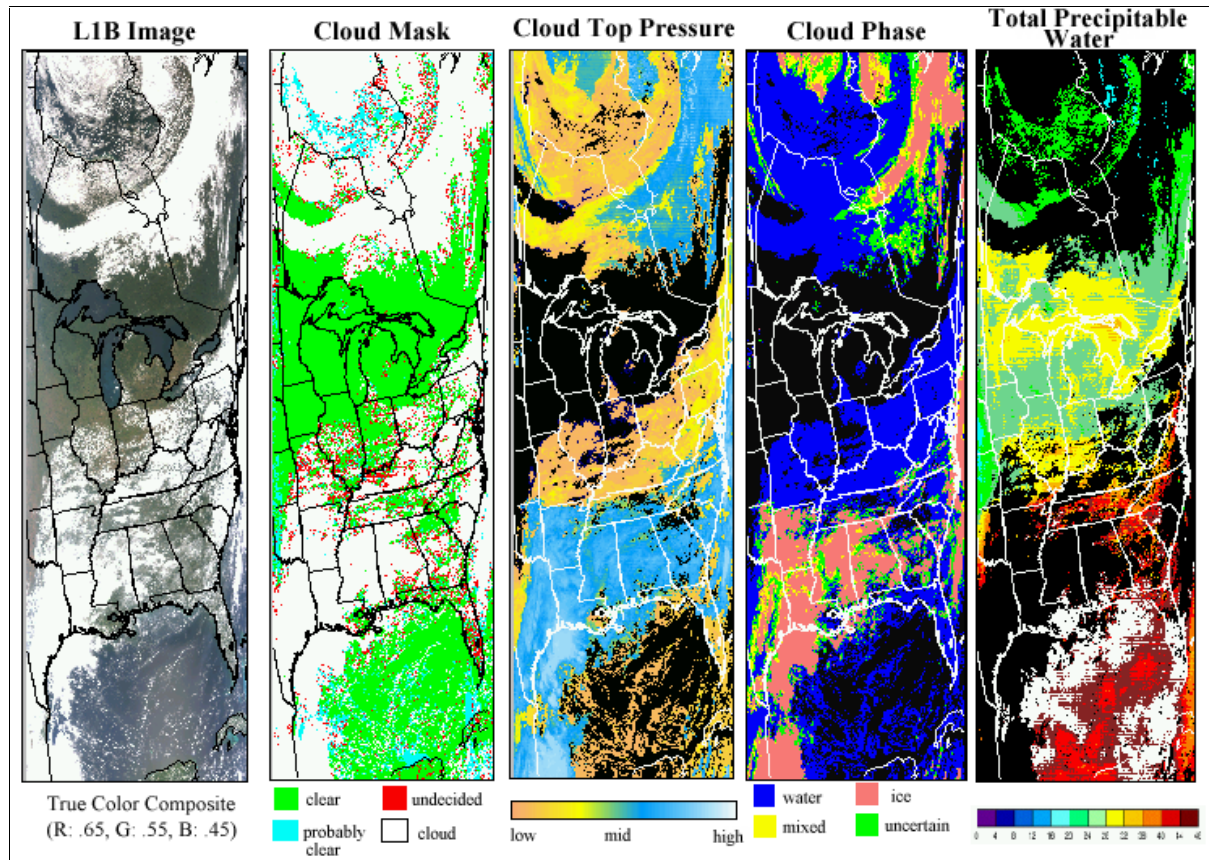 L1B Image
Cloud Mask
Cloud Top Pressure
Cloud Phase
Total Precipitable
Water
True Color Composite
(R: .65, G: .55, B: .45)
clear
undecided
probably
clear
cloud
low mid high
water
ice
mixed
uncertain